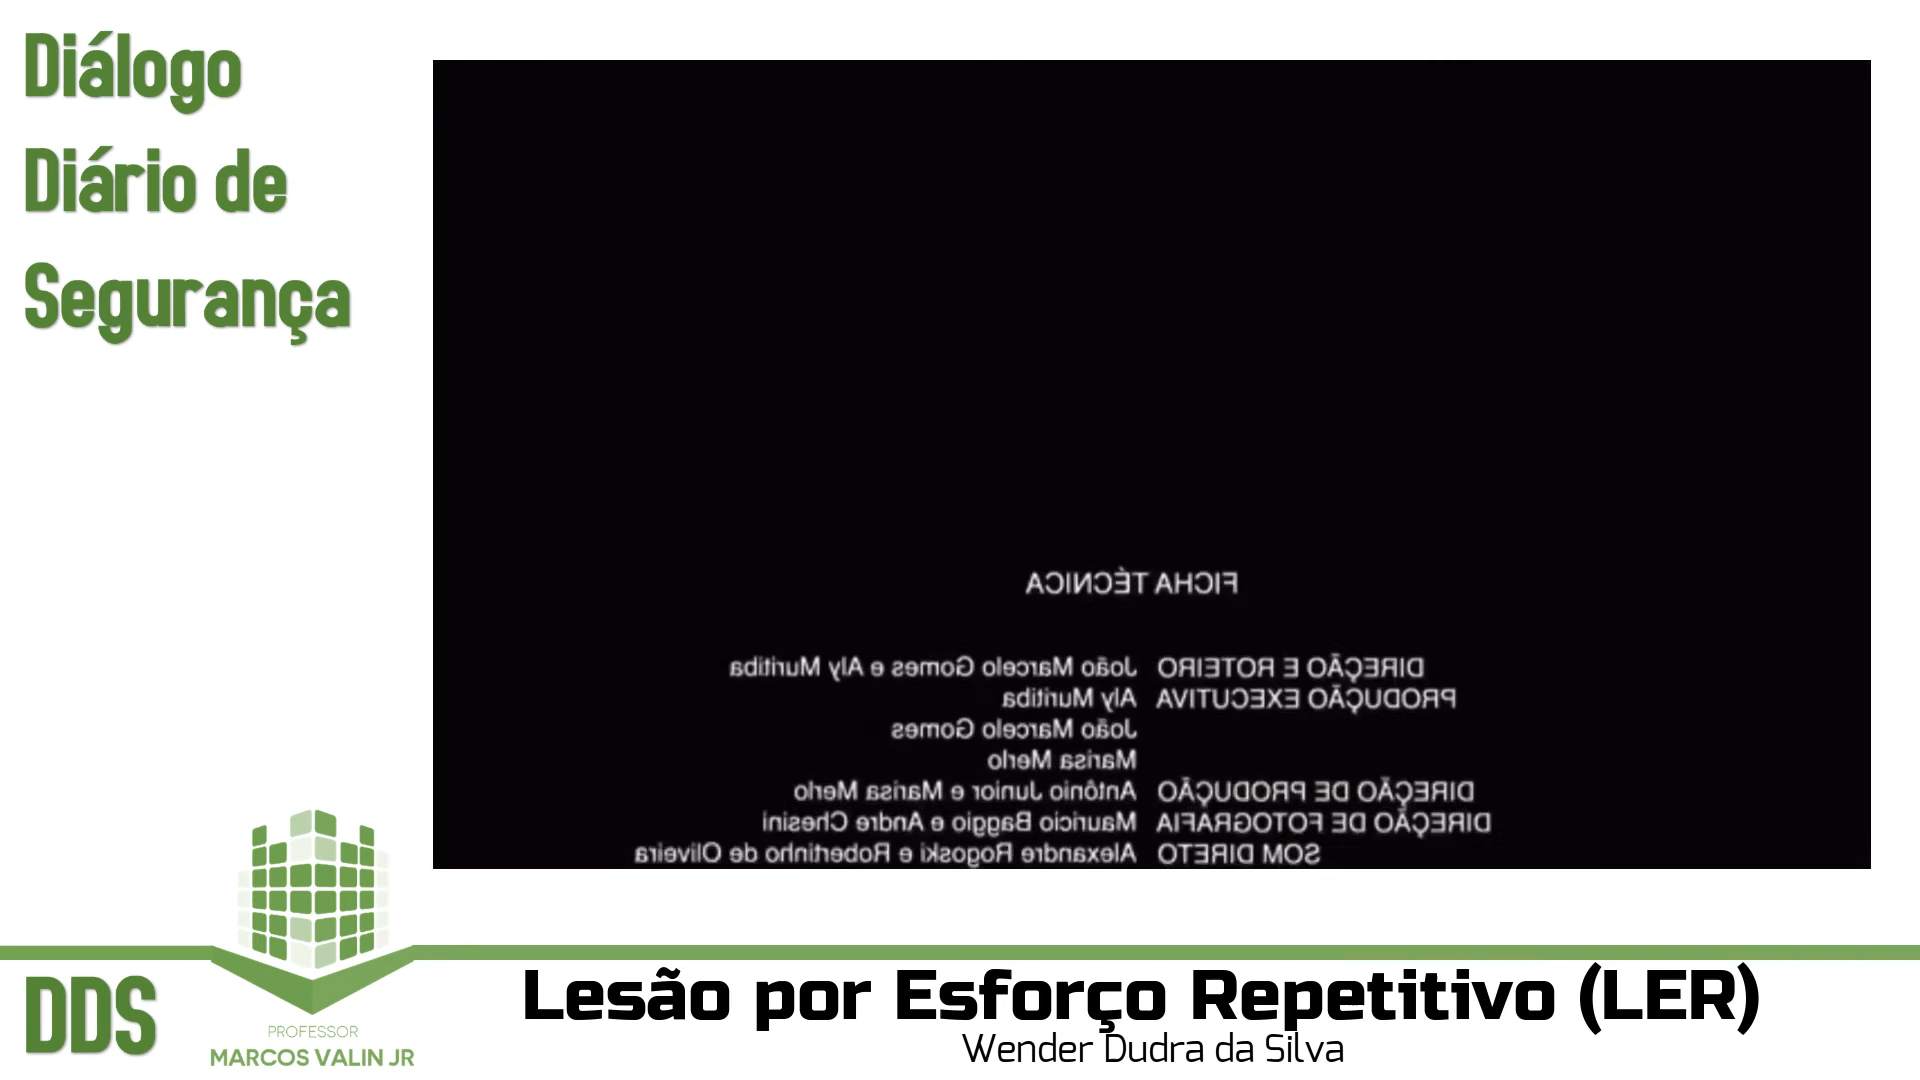 Diálogo
Diário de
Segurança
FICHA TÉCNICA
DIREÇÃO E ROTEIRO João Marcelo Gomes e Aly Muritiba
PRODUÇÃO EXECUTIVA Aly Muritiba
João Marcelo Gomes
Marisa Merlo
DIREÇÃO DE PRODUÇÃO Antônio Junior e Marisa Merlo
DIREÇÃO DE FOTOGRAFIA Mauricio Baggio e Andre Chesini
SOM DIRETO Alexandre Rogoski e Robertinho de Oliveira
DDS
PROFESSOR
MARCOS VALIN JR
Lesão por Esforço Repetitivo (LER)
Wender Dudra da Silva